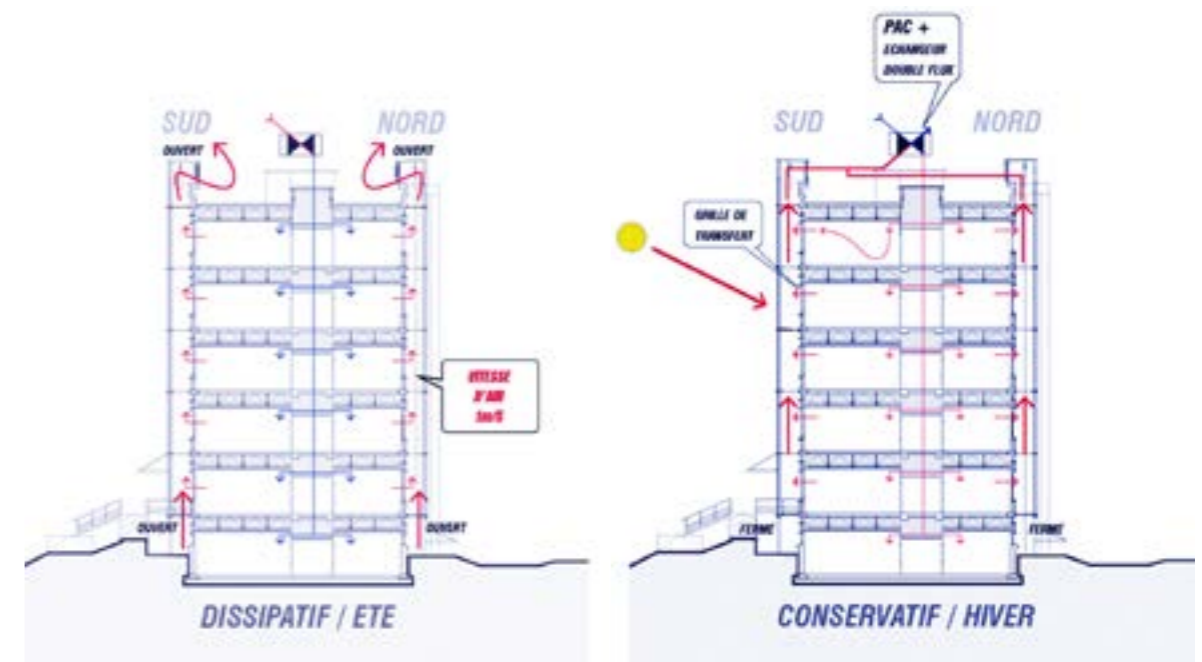 SUD
NORD
OUVERT
OUVERT
VITESSE
D'AIR
1m/S
OUVERT
OUVERT
DISSIPATIF / ETE
PAC +
ECHANGEUR
DOUBLE FLUX
SUD
NORD
GRILLE DE
TRANSFERT
FERME
FERME
CONSERVATIF / HIVER